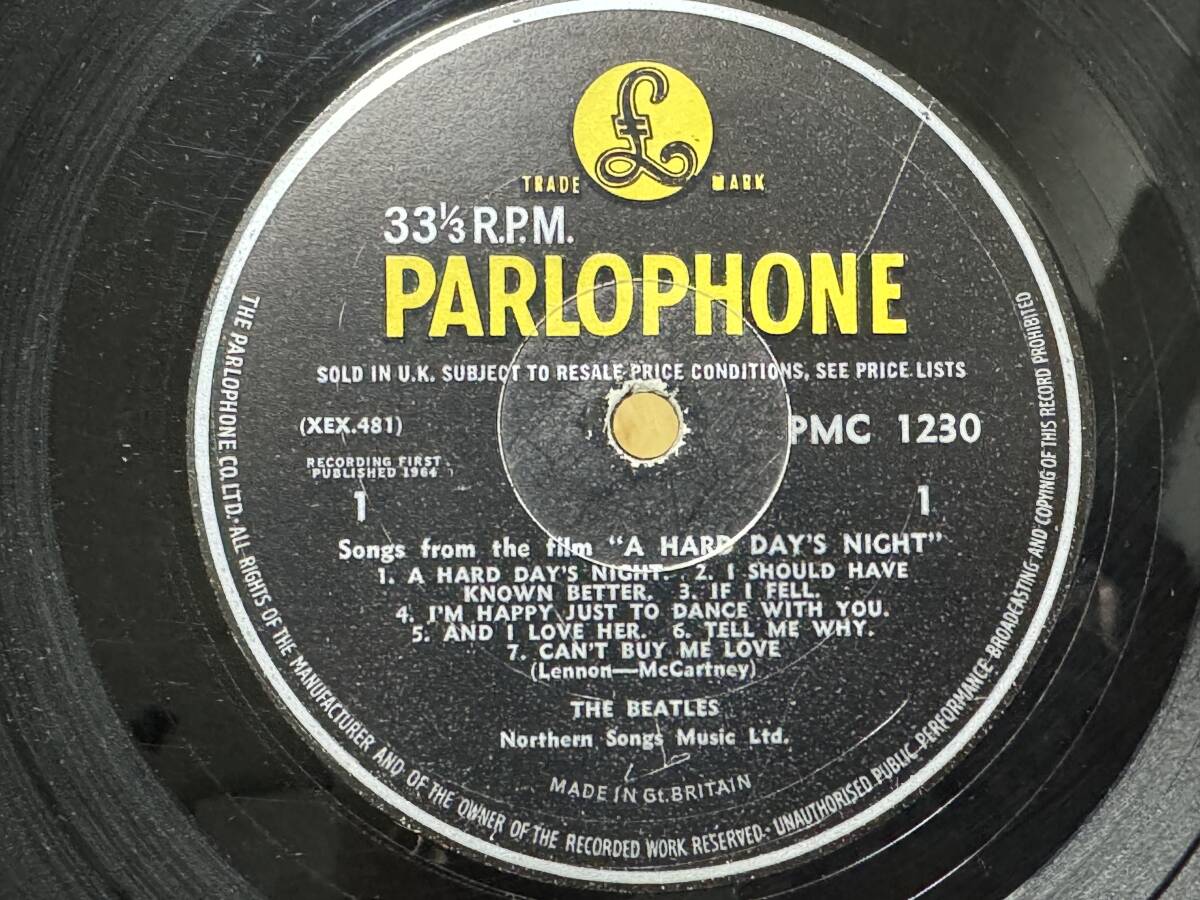 £
TRADE MARK
33⅓ R.P.M.
PARLOPHONE
SOLD IN U.K. SUBJECT TO RESALE PRICE CONDITIONS, SEE PRICE LISTS
(XEX.481)
PMC 1230
RECORDING FIRST
PUBLISHED 1964
1
1
Songs from the film "A HARD DAY'S NIGHT"
1. A HARD DAY'S NIGHT. 2. I SHOULD HAVE
KNOWN BETTER. 3. IF I FELL.
4. I'M HAPPY JUST TO DANCE WITH YOU.
5. AND I LOVE HER. 6. TELL ME WHY.
7. CAN'T BUY ME LOVE
(Lennon—McCartney)
THE BEATLES
Northern Songs Music Ltd.
MADE IN Gt. BRITAIN
THE PARLOPHONE CO. LTD. · ALL RIGHTS OF THE MANUFACTURER AND OF THE OWNER OF THE RECORDED WORK RESERVED · UNAUTHORISED PUBLIC PERFORMANCE BROADCASTING AND COPYING OF THIS RECORD PROHIBITED